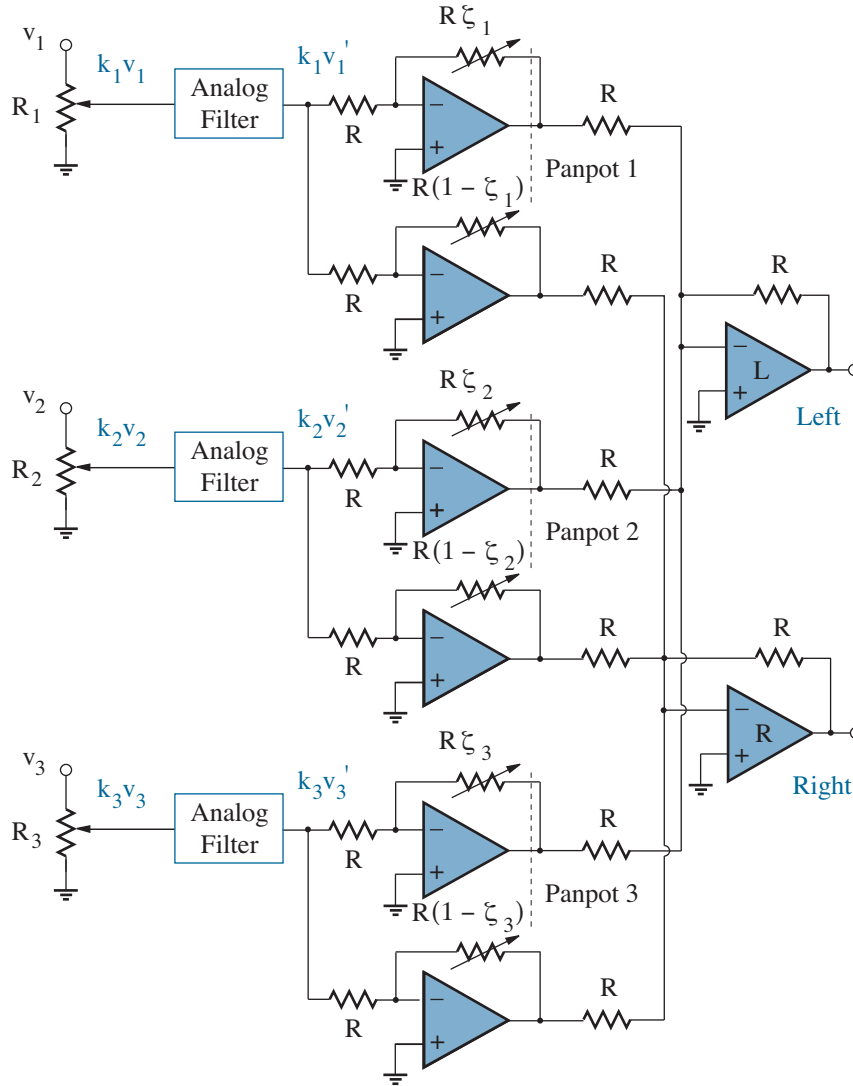 v₁
k₁v₁
R₁
Analog
Filter
k₁v₁'
Rζ₁
R
−
+
R
Panpot 1
R(1 − ζ₁)
R
−
+
R
R
−
L
+
Left
v₂
k₂v₂
R₂
Analog
Filter
k₂v₂'
Rζ₂
R
−
+
R
Panpot 2
R(1 − ζ₂)
R
−
+
R
R
−
R
+
Right
v₃
k₃v₃
R₃
Analog
Filter
k₃v₃'
Rζ₃
R
−
+
R
Panpot 3
R(1 − ζ₃)
R
−
+
R